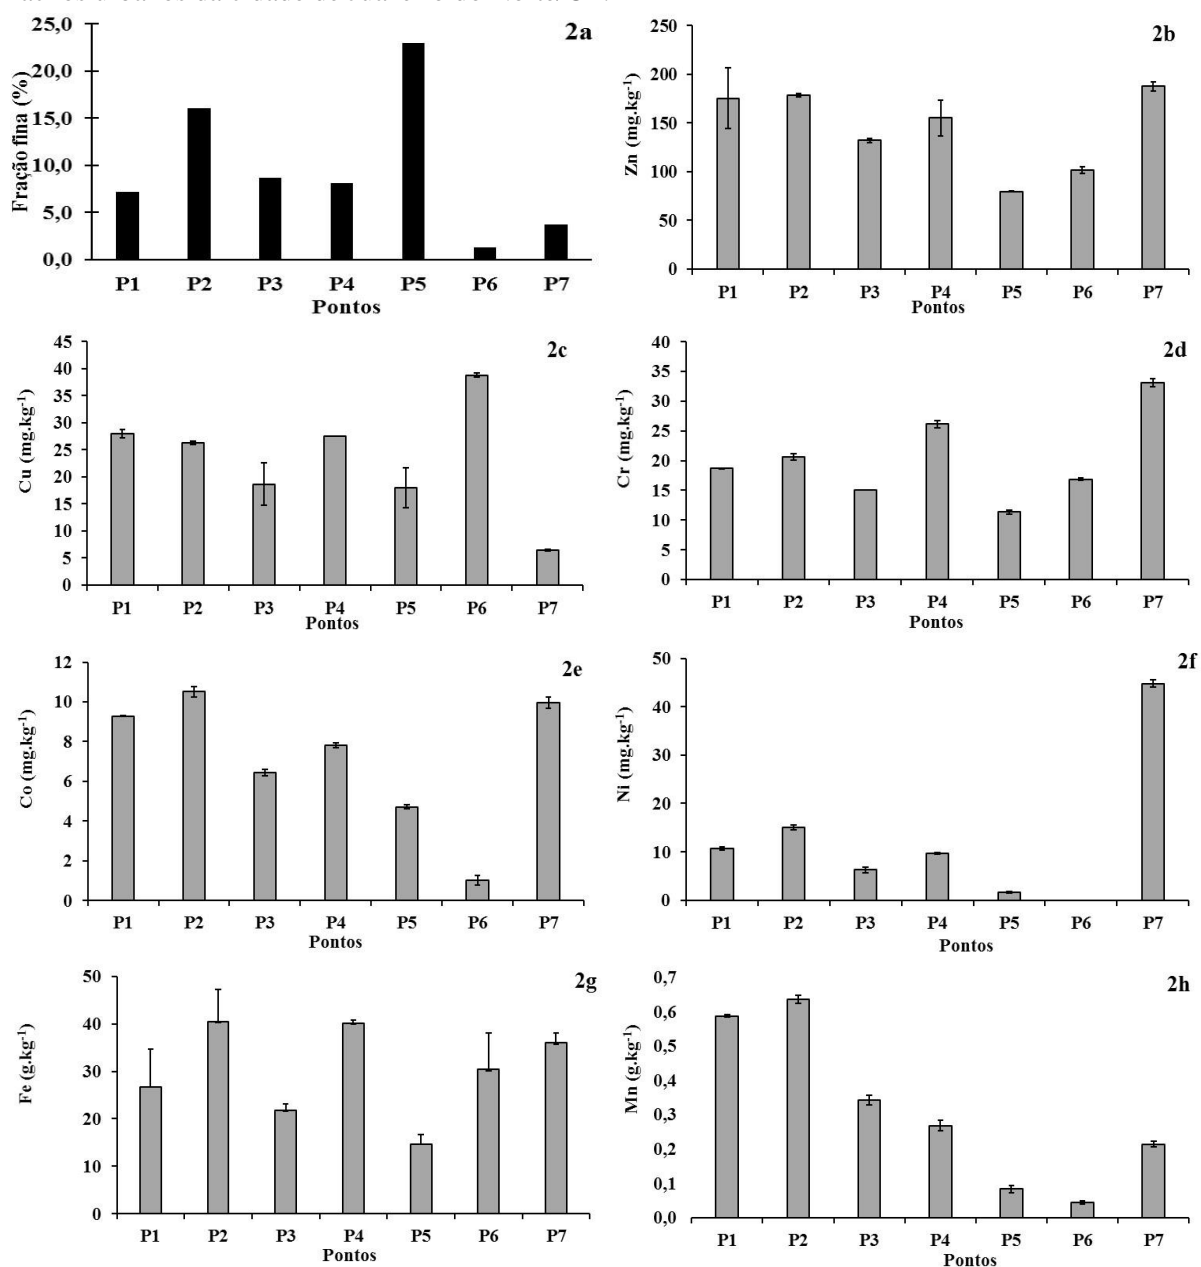 2a
Fração fina (%)
25,0
20,0
15,0
10,0
5,0
0,0
P1 P2 P3 P4 P5 P6 P7
Pontos
2b
Zn (mg.kg-1)
250
200
150
100
50
0
P1 P2 P3 P4 P5 P6 P7
Pontos
2c
Cu (mg.kg-1)
45
40
35
30
25
20
15
10
5
0
P1 P2 P3 P4 P5 P6 P7
Pontos
2d
Cr (mg.kg-1)
40
35
30
25
20
15
10
5
0
P1 P2 P3 P4 P5 P6 P7
Pontos
2e
Co (mg.kg-1)
12
10
8
6
4
2
0
P1 P2 P3 P4 P5 P6 P7
Pontos
2f
Ni (mg.kg-1)
50
40
30
20
10
0
P1 P2 P3 P4 P5 P6 P7
Pontos
2g
Fe (g.kg-1)
50
40
30
20
10
0
P1 P2 P3 P4 P5 P6 P7
Pontos
2h
Mn (g.kg-1)
0,7
0,6
0,5
0,4
0,3
0,2
0,1
0,0
P1 P2 P3 P4 P5 P6 P7
Pontos